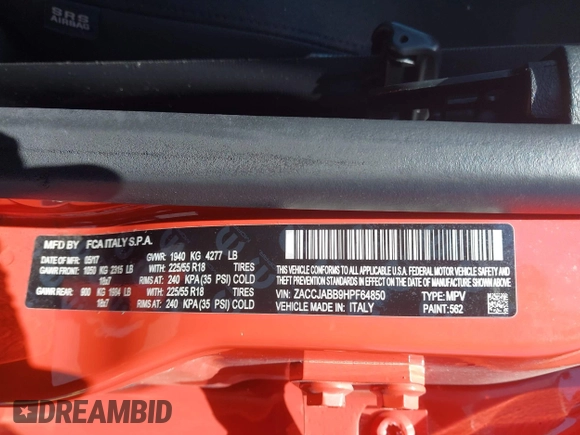 SRS
AIRBAG
MFD BY FCA ITALY S.P.A.
DATE OF MFR: 05/17 GVWR: 1940 KG 4277 LB
GAWR FRONT: 1050 KG 2315 LB WITH: 225/55 R18 TIRES
18x7 RIMS AT: 240 KPA (35 PSI) COLD
GAWR REAR: 900 KG 1984 LB WITH: 225/55 R18 TIRES
18x7 RIMS AT: 240 KPA (35 PSI) COLD
THIS VEHICLE CONFORMS TO ALL APPLICABLE U.S.A. FEDERAL MOTOR VEHICLE
SAFETY, BUMPER, AND THEFT PREVENTION STANDARDS
IN EFFECT ON THE DATE OF MANUFACTURE SHOWN ABOVE.
VIN: ZACCJABB9HPF64850 TYPE: MPV
VEHICLE MADE IN: ITALY PAINT: 562
DREAMBID